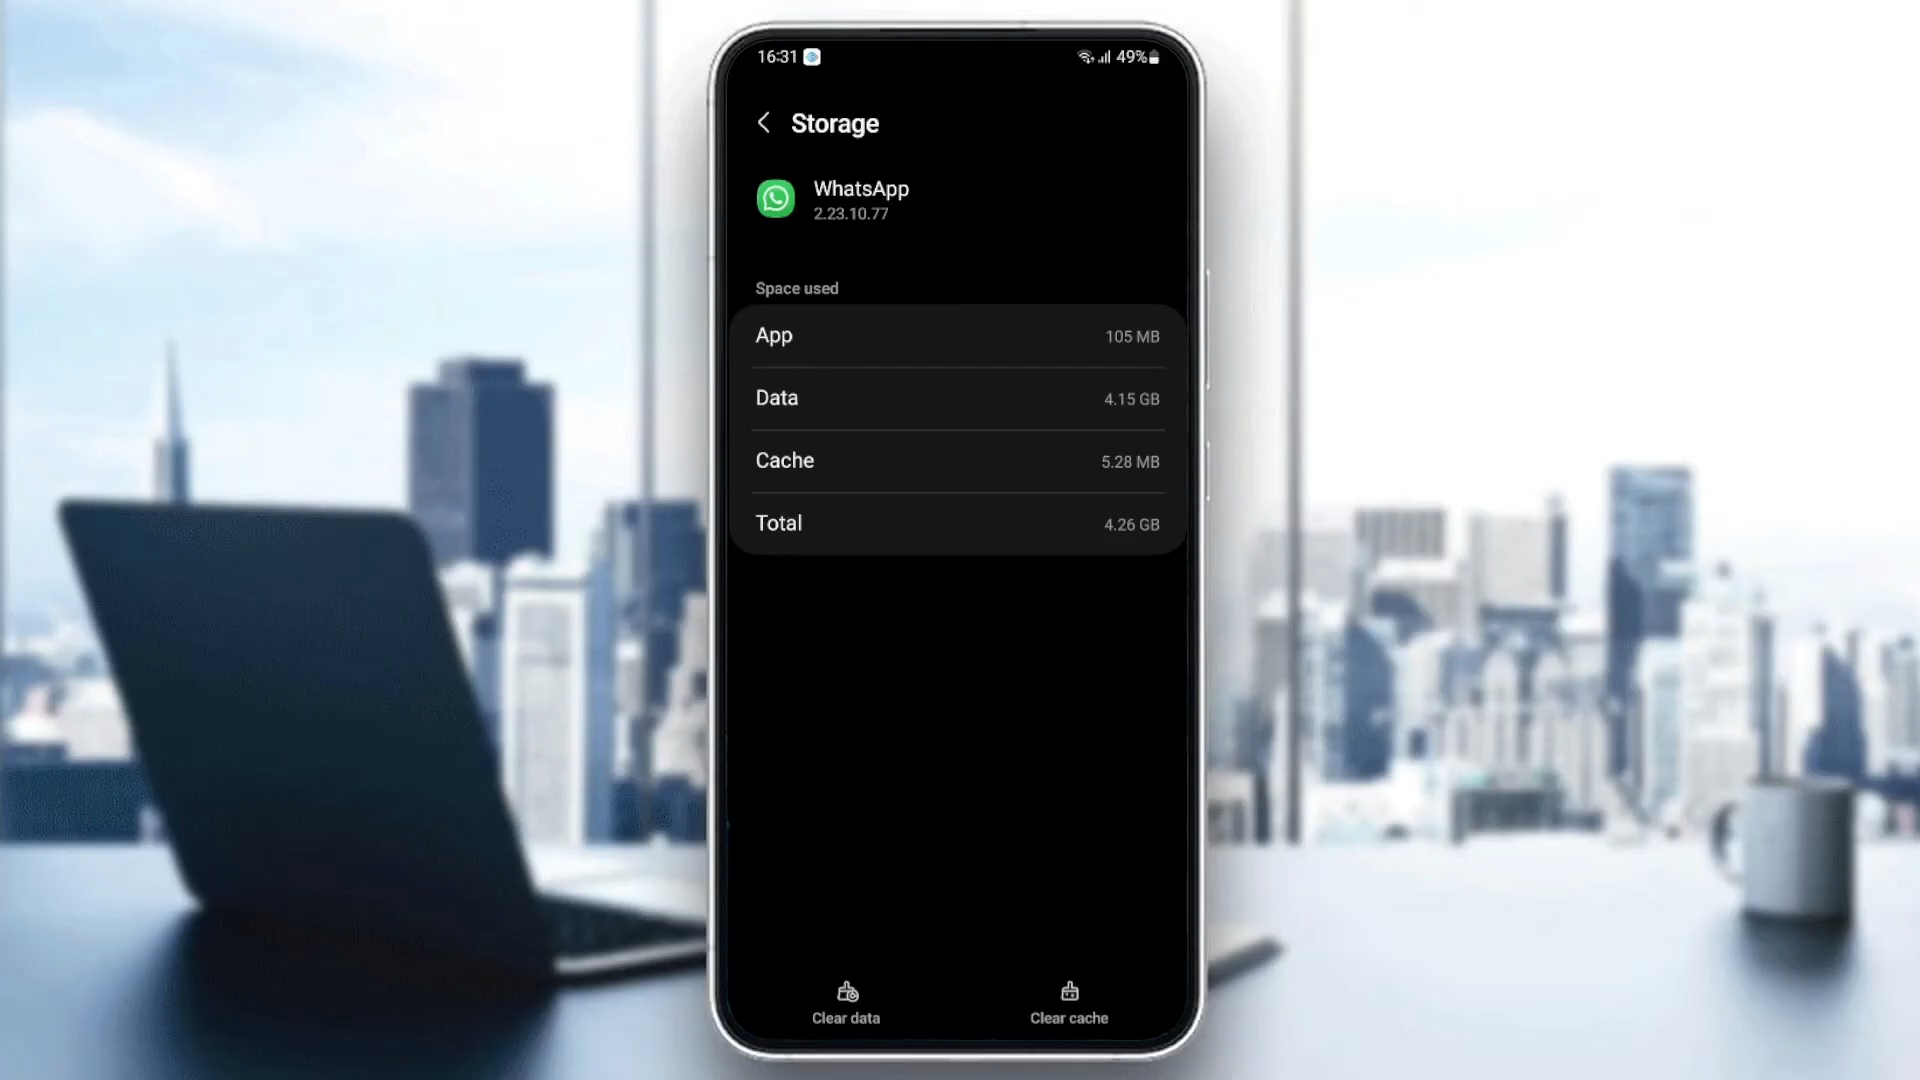 16:31 49%
Storage
WhatsApp
2.23.10.77
Space used
App 105 MB
Data 4.15 GB
Cache 5.28 MB
Total 4.26 GB
Clear data Clear cache